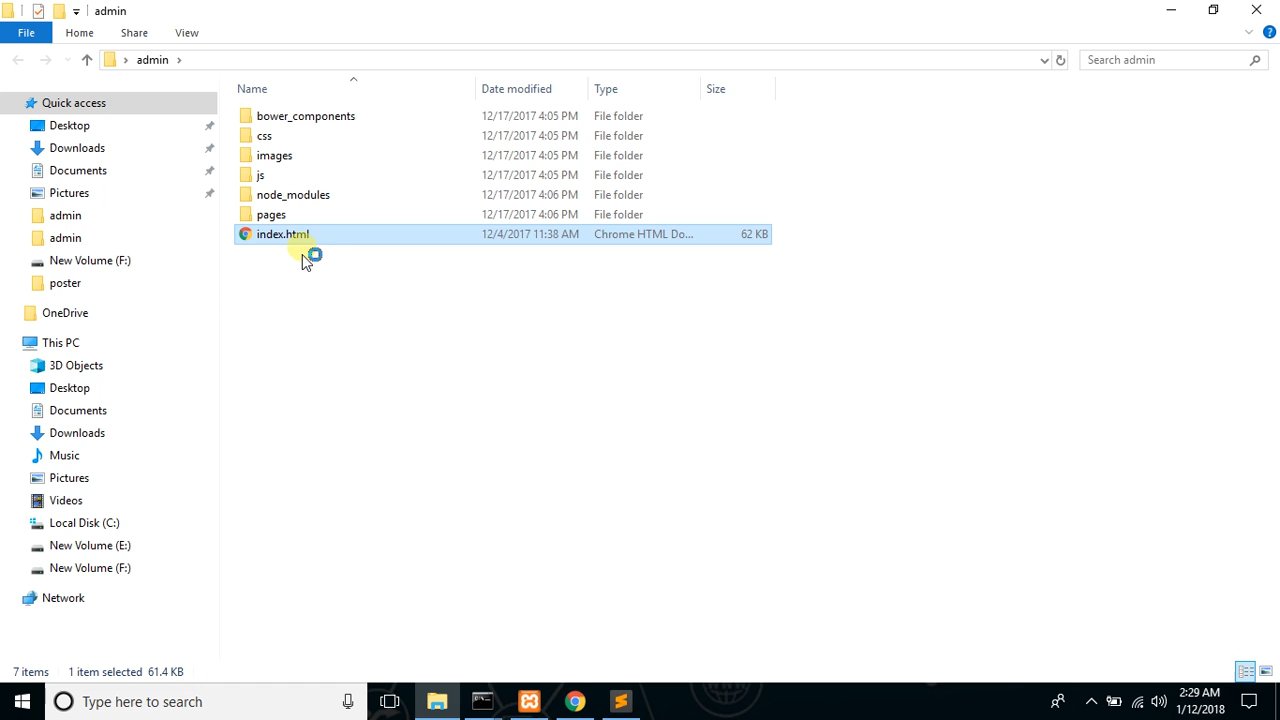 admin
File Home Share View
admin
Search admin
Name Date modified Type Size
Quick access
Desktop
Downloads
Documents
Pictures
admin
admin
New Volume (F:)
poster
OneDrive
This PC
3D Objects
Desktop
Documents
Downloads
Music
Pictures
Videos
Local Disk (C:)
New Volume (E:)
New Volume (F:)
Network
bower_components 12/17/2017 4:05 PM File folder
css 12/17/2017 4:05 PM File folder
images 12/17/2017 4:05 PM File folder
js 12/17/2017 4:05 PM File folder
node_modules 12/17/2017 4:06 PM File folder
pages 12/17/2017 4:06 PM File folder
index.html 12/4/2017 11:38 AM Chrome HTML Do... 62 KB
7 items 1 item selected 61.4 KB
Type here to search
2:29 AM
1/12/2018